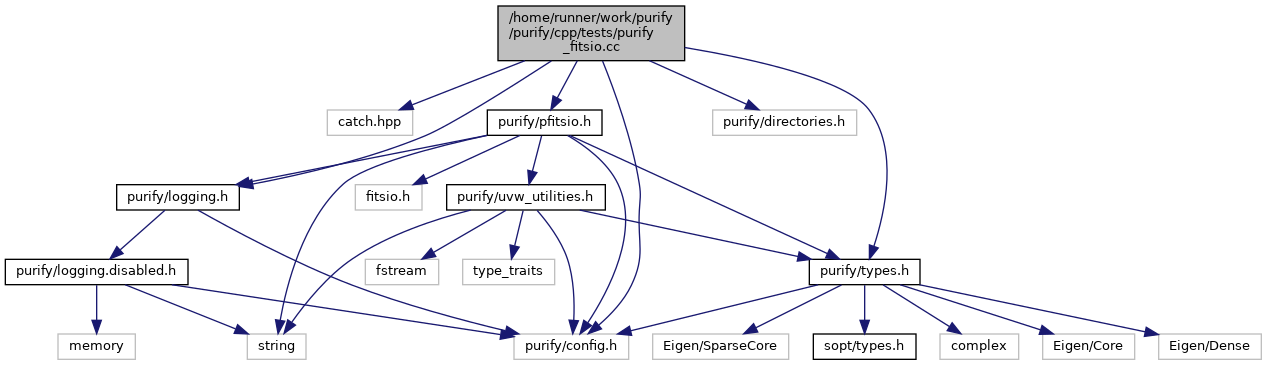 /home/runner/work/purify
/purify/cpp/tests/purify
_fitsio.cc
catch.hpp
purify/pfitsio.h
purify/directories.h
purify/logging.h
fitsio.h
purify/uvw_utilities.h
purify/logging.disabled.h
fstream
type_traits
purify/types.h
memory
string
purify/config.h
Eigen/SparseCore
sopt/types.h
complex
Eigen/Core
Eigen/Dense